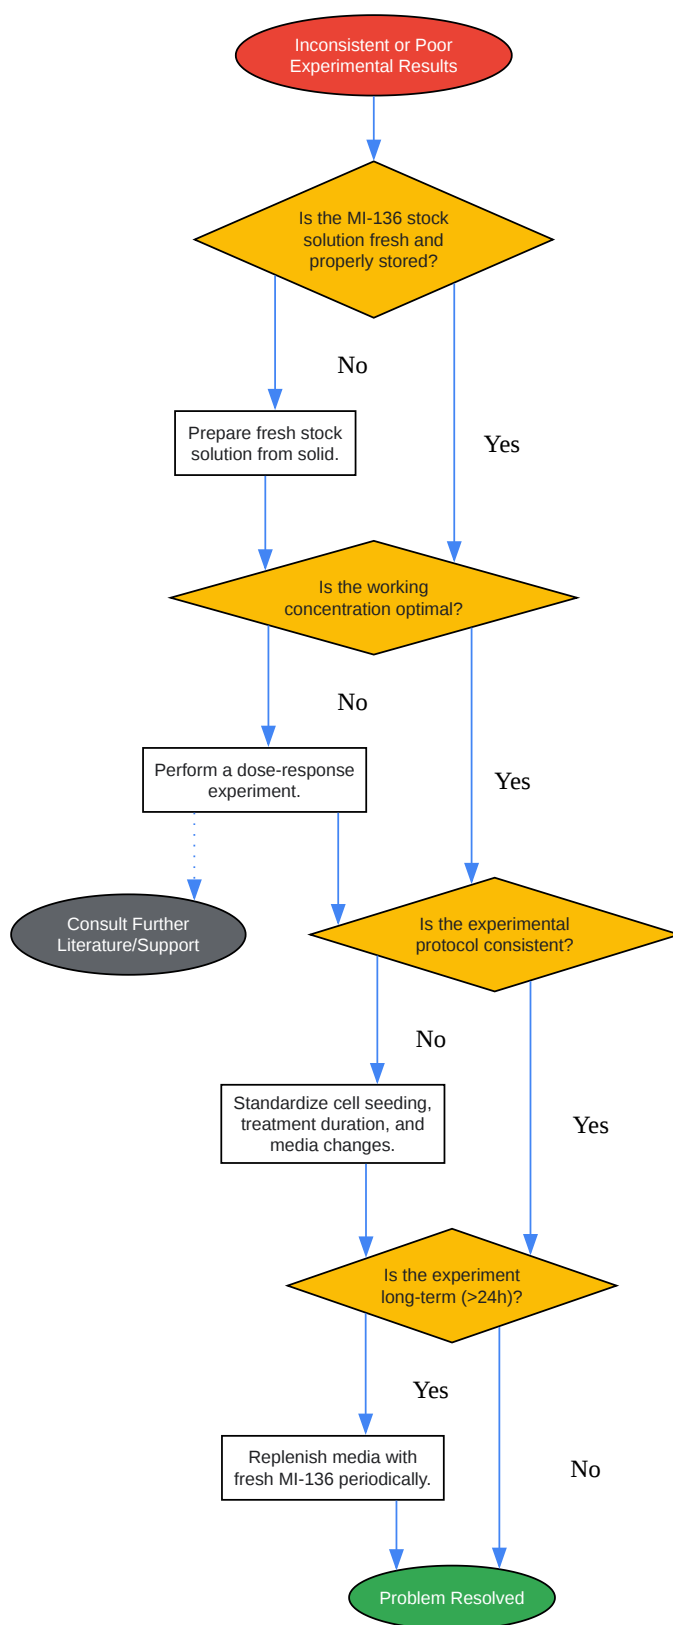 Inconsistent or Poor
Experimental Results
Is the MI-136 stock
solution fresh and
properly stored?
No
Prepare fresh stock
solution from solid.
Yes
Is the working
concentration optimal?
No
Perform a dose-response
experiment.
Yes
Consult Further
Literature/Support
Is the experimental
protocol consistent?
No
Standardize cell seeding,
treatment duration, and
media changes.
Yes
Is the experiment
long-term (>24h)?
Yes
Replenish media with
fresh MI-136 periodically.
No
Problem Resolved